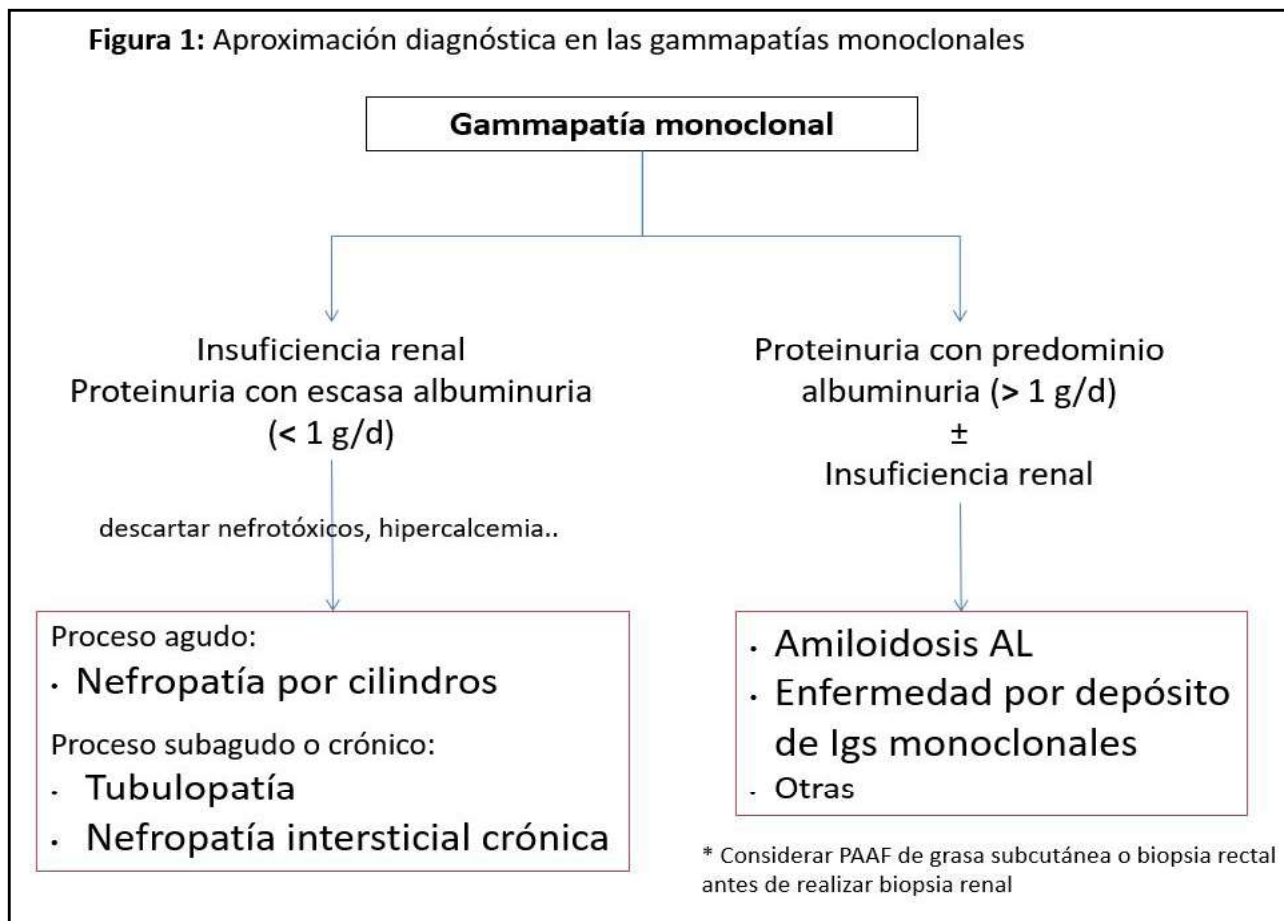 Figura 1: Aproximación diagnóstica en las gammapatías monoclonales
Gammapatía monoclonal
Insuficiencia renal
Proteinuria con escasa albuminuria
(< 1 g/d)
descartar nefrotóxicos, hipercalcemia..
Proceso agudo:
· Nefropatía por cilindros
Proceso subagudo o crónico:
· Tubulopatía
· Nefropatía intersticial crónica
Proteinuria con predominio
albuminuria (> 1 g/d)
±
Insuficiencia renal
· Amiloidosis AL
· Enfermedad por depósito
de Igs monoclonales
· Otras
* Considerar PAAF de grasa subcutánea o biopsia rectal
antes de realizar biopsia renal